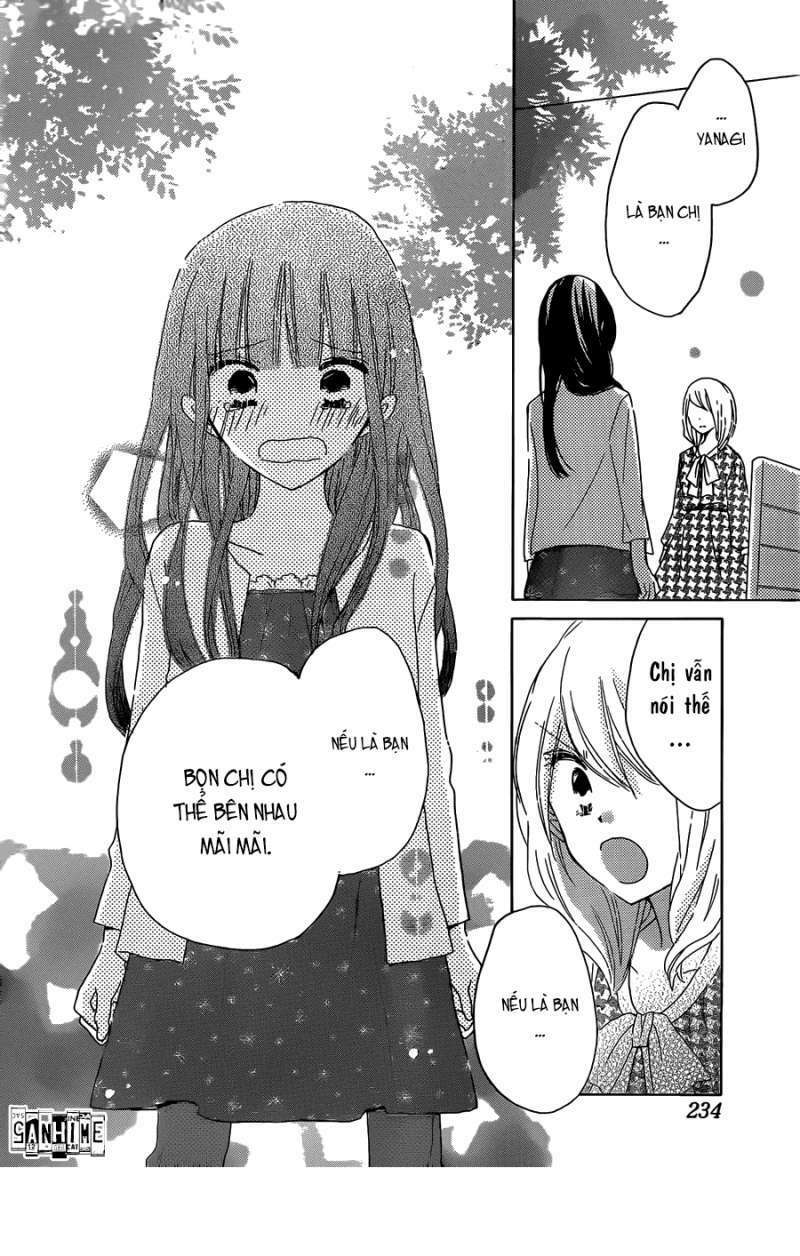 ...
YANAGI
LÀ BẠN CHỊ
...
Chị vẫn
nói thế
...
NẾU LÀ BẠN
...
NẾU LÀ BẠN
...
BỌN CHỊ CÓ
THỂ BÊN NHAU
MÃI MÃI.
234
SANHIME